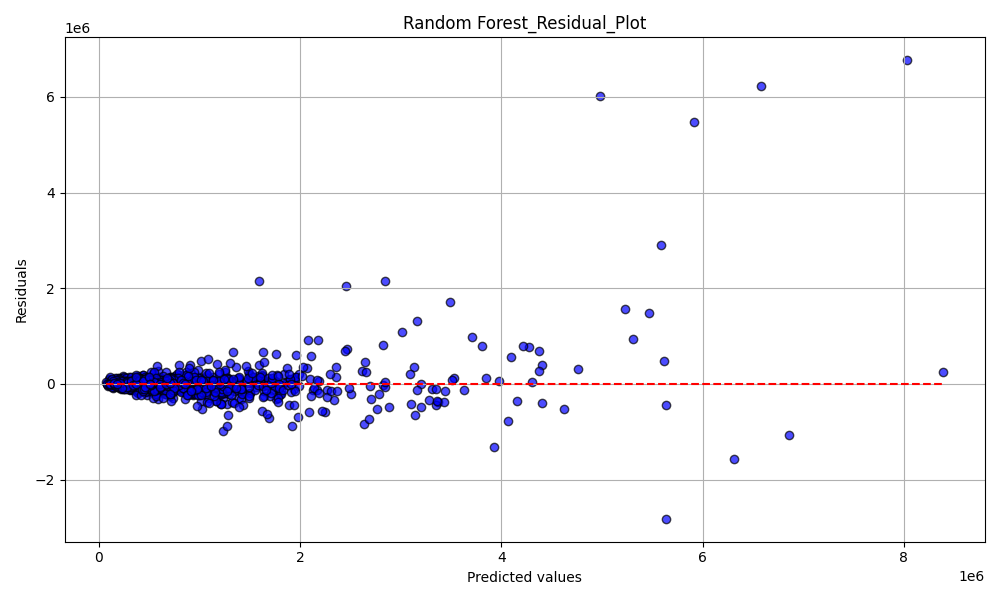 Random Forest_Residual_Plot
1e6
Residuals
6
4
2
0
−2
0 2 4 6 8
1e6
Predicted values